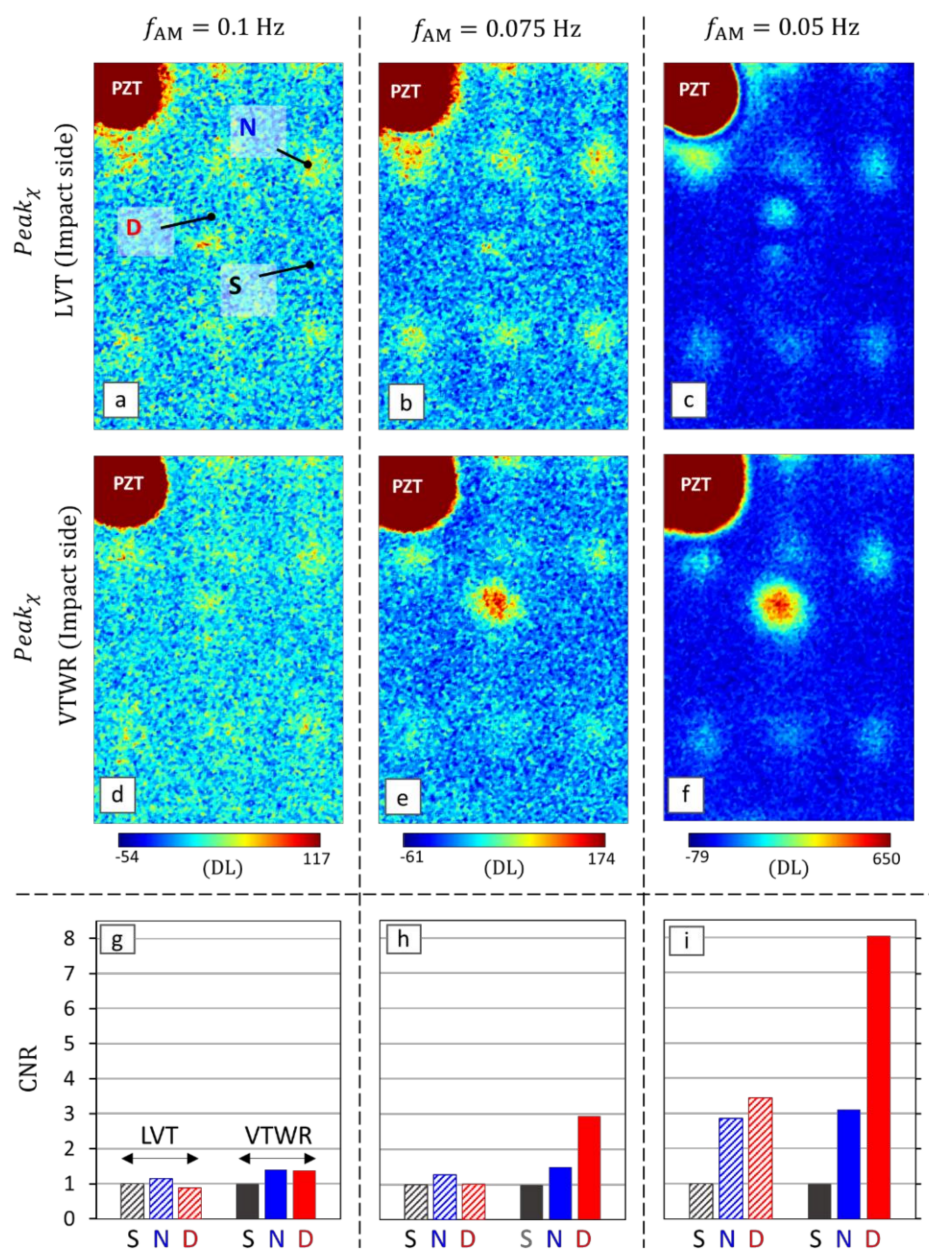 f_AM = 0.1 Hz
f_AM = 0.075 Hz
f_AM = 0.05 Hz
Peak_χ
LVT (Impact side)
PZT
N
D
S
a
PZT
b
PZT
c
Peak_χ
VTWR (Impact side)
PZT
d
PZT
e
PZT
f
-54 (DL) 117
-61 (DL) 174
-79 (DL) 650
CNR
8
7
6
5
4
3
2
1
0
g
LVT VTWR
S N D S N D
h
S N D S N D
i
S N D S N D